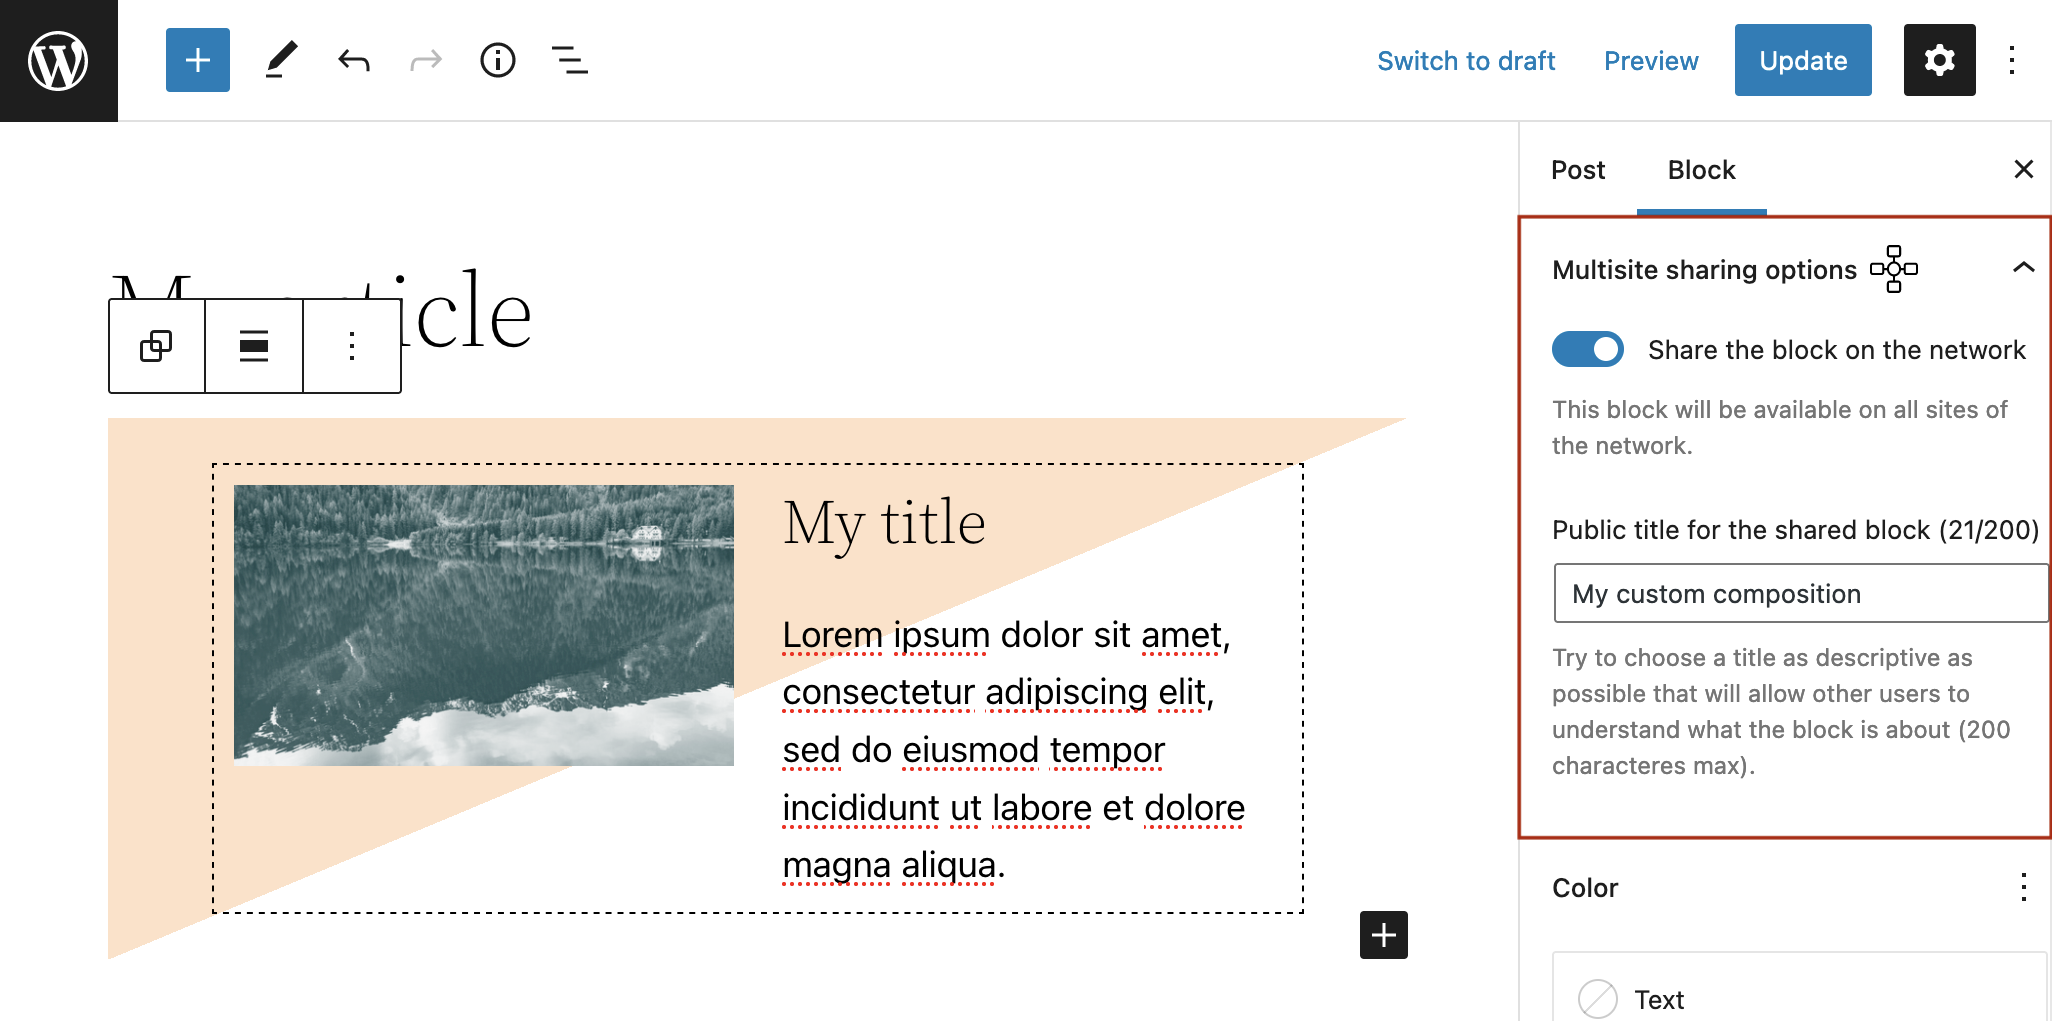 Switch to draft
Preview
Update
Post
Block
My article
My title
Lorem ipsum dolor sit amet,
consectetur adipiscing elit,
sed do eiusmod tempor
incididunt ut labore et dolore
magna aliqua.
Multisite sharing options
Share the block on the network
This block will be available on all sites of
the network.
Public title for the shared block (21/200)
My custom composition
Try to choose a title as descriptive as
possible that will allow other users to
understand what the block is about (200
characteres max).
Color
Text